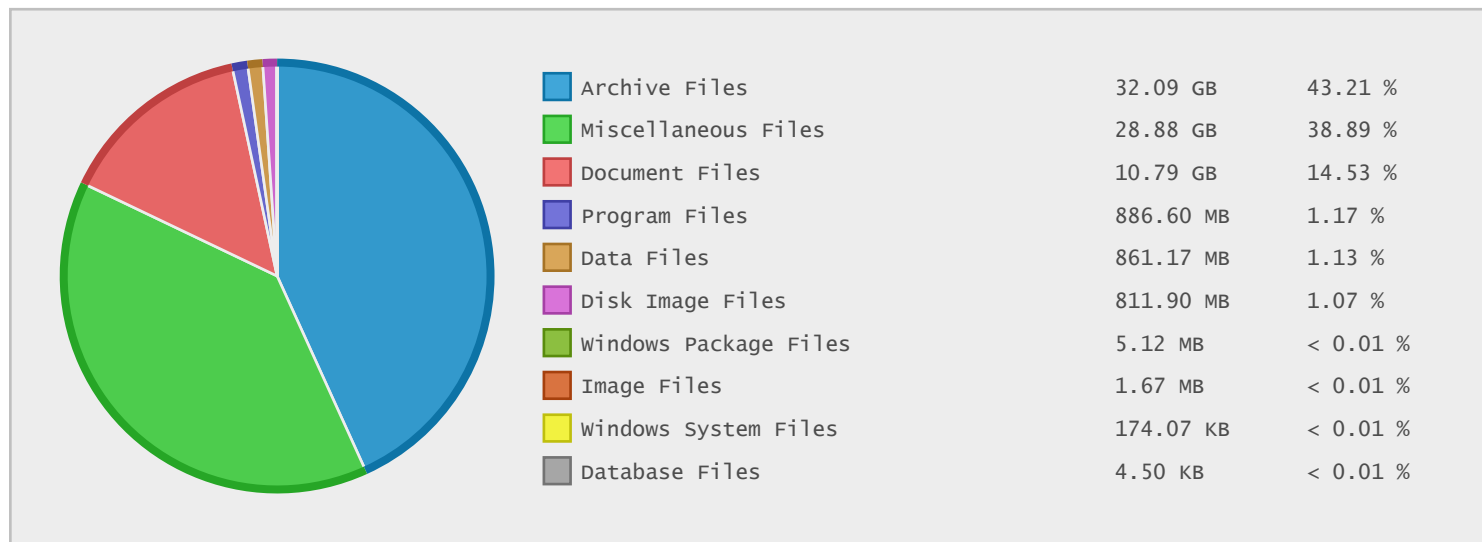 Archive Files 32.09 GB 43.21 %
Miscellaneous Files 28.88 GB 38.89 %
Document Files 10.79 GB 14.53 %
Program Files 886.60 MB 1.17 %
Data Files 861.17 MB 1.13 %
Disk Image Files 811.90 MB 1.07 %
Windows Package Files 5.12 MB < 0.01 %
Image Files 1.67 MB < 0.01 %
Windows System Files 174.07 KB < 0.01 %
Database Files 4.50 KB < 0.01 %